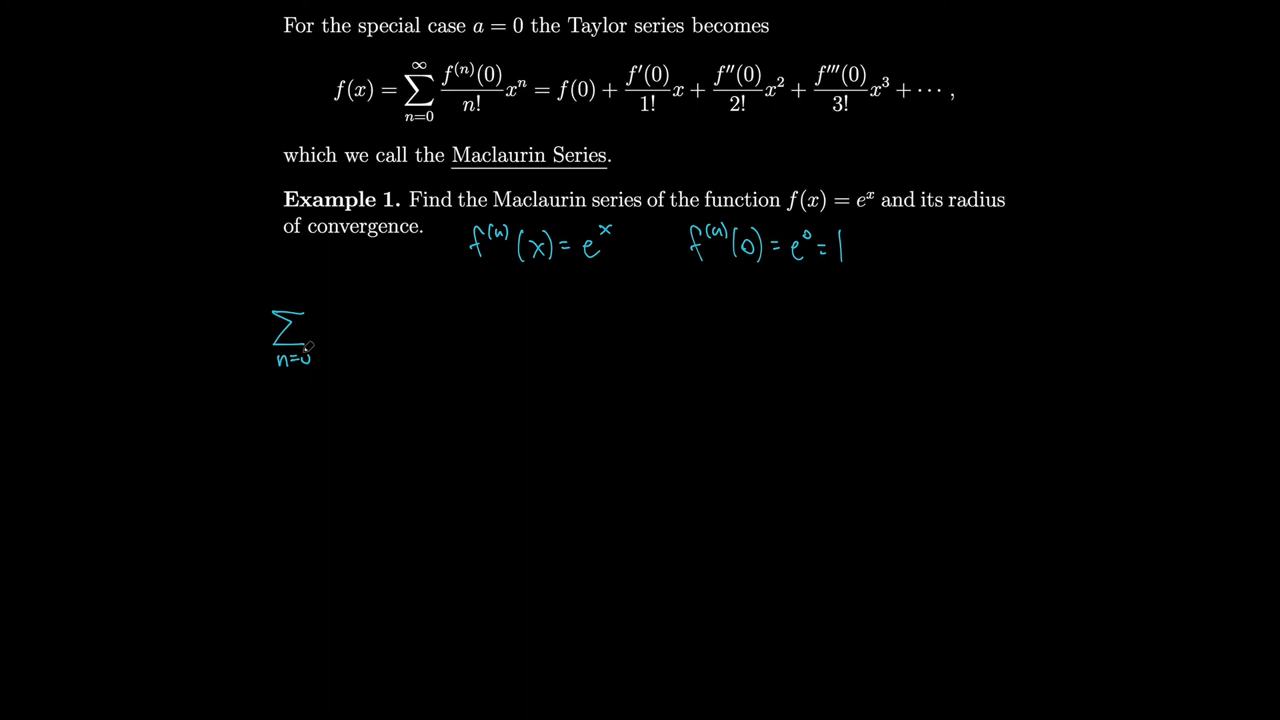 For the special case a = 0 the Taylor series becomes
f(x) = ∑_{n=0}^{∞} f^{(n)}(0)/n! x^n = f(0) + f′(0)/1! x + f″(0)/2! x^2 + f‴(0)/3! x^3 + ⋯ ,
which we call the Maclaurin Series.
Example 1. Find the Maclaurin series of the function f(x) = e^x and its radius
of convergence. f^{(n)}(x) = e^x f^{(n)}(0) = e^0 = 1
∑_{n=0}